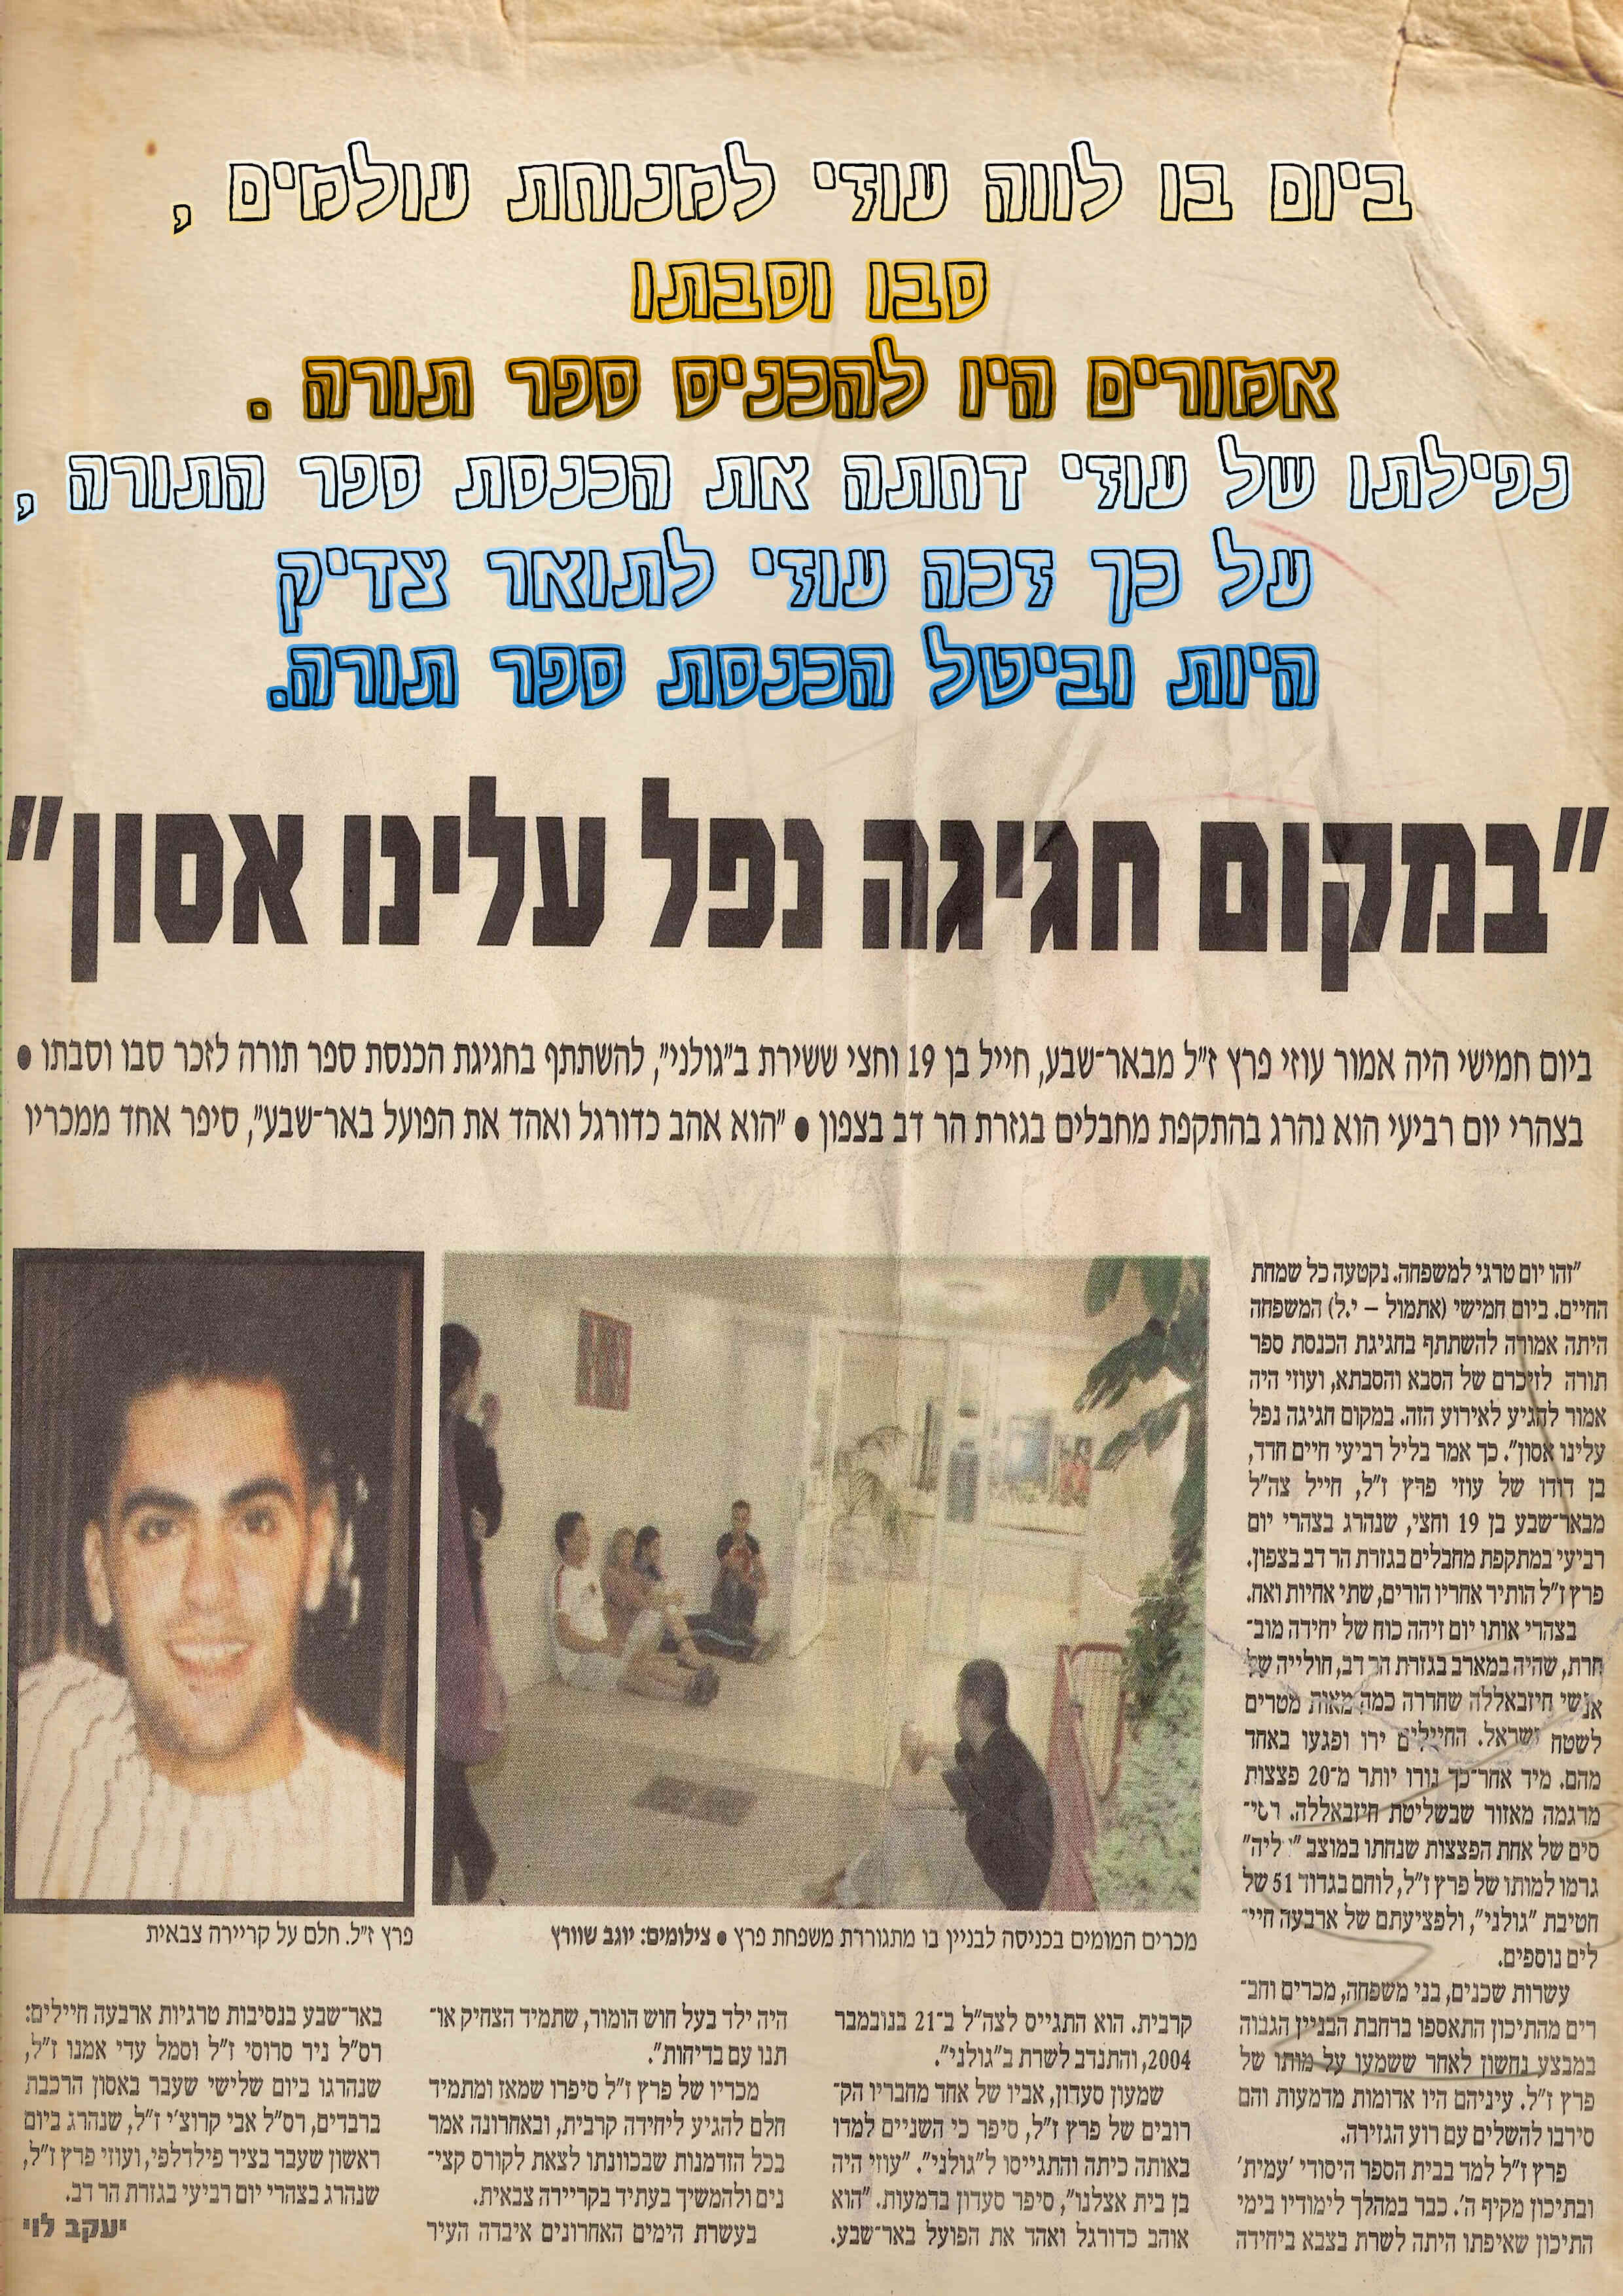 ביום בו לווה עוזי למנוחת עולמים ,
סבו וסבתו
אמורים היו להכניס ספר תורה .
נפילתו של עוזי דחתה את הכנסת ספר התורה ,
על כך זכה עוזי לתואר צדיק
היות וביטל הכנסת ספר תורה.
"במקום חגיגה נפל עלינו אסון"
ביום חמישי היה אמור עוזי פרץ ז"ל מבאר־שבע, חייל בן 19 וחצי ששירת ב"גולני", להשתתף בחגיגת הכנסת ספר תורה לזכר סבו וסבתו ●
בצהרי יום רביעי הוא נהרג בהתקפת מחבלים בגזרת הר דב בצפון ● "הוא אהב כדורגל ואהד את הפועל באר־שבע", סיפר אחד ממכריו
"זהו יום טרגי למשפחה. נקטעה כל שמחת
החיים. ביום חמישי (אתמול – י.ל) המשפחה
היתה אמורה להשתתף בחגיגת הכנסת ספר
תורה לזיכרם של הסבא והסבתא, ועוזי היה
אמור להגיע לאירוע הזה. במקום חגיגה נפל
עלינו אסון". כך אמר בליל רביעי חיים חדד,
בן דודו של עוזי פרץ ז"ל, חייל צה"ל
מבאר־שבע בן 19 וחצי, שנהרג בצהרי יום
רביעי במתקפת מחבלים בגזרת הר דב בצפון.
פרץ ז"ל הותיר אחריו הורים, שתי אחיות ואח.
בצהרי אותו יום זיהה כוח של יחידה מוב־
חרת, שהיה במארב בגזרת הר דב, חולייה של
אנשי חיזבאללה שחדרה כמה מאות מטרים
לשטח ישראל. החיילים ירו ופגעו באחד
מהם. מיד אחר־כך נורו יותר מ־20 פצצות
מרגמה מאזור שבשליטת חיזבאללה. רסי־
סים של אחת הפצצות שנחתו במוצב
גרמו למותו של פרץ ז"ל, לוחם בגדוד 51 של
חטיבת "גולני", ולפציעתם של ארבעה חיי־
לים נוספים.
עשרות שכנים, בני משפחה, מכרים וחב־
רים מהתיכון התאספו ברחבת הבניין הגבוה
במבצע נחשון לאחר ששמעו על מותו של
פרץ ז"ל. עיניהם היו אדומות מדמעות והם
סירבו להשלים עם רוע הגזירה.
פרץ ז"ל למד בבית הספר היסודי 'עמית'
ובתיכון מקיף ה'. כבר במהלך לימודיו בימי
התיכון שאיפתו היתה לשרת בצבא ביחידה
מכרים המומים בכניסה לבניין בו מתגוררת משפחת פרץ ● צילומים: יוגב שוורץ
פרץ ז"ל. חלם על קריירה צבאית
קרבית. הוא התגייס לצה"ל ב־21 בנובמבר
2004, והתנדב לשרת ב"גולני".
שמעון סעדון, אביו של אחד מחבריו הק־
רובים של פרץ ז"ל, סיפר כי השניים למדו
באותה כיתה והתגייסו ל"גולני". "עוזי היה
בן בית אצלנו", סיפר סעדון בדמעות. "הוא
אוהב כדורגל ואהד את הפועל באר־שבע.
היה ילד בעל חוש הומור, שתמיד הצחיק או־
תנו עם בדיחות".
מכריו של פרץ ז"ל סיפרו שמאז ומתמיד
חלם להגיע ליחידה קרבית, ובאחרונה אמר
בכל הזדמנות שבכוונתו לצאת לקורס קצי־
נים ולהמשיך בעתיד בקריירה צבאית.
בעשרת הימים האחרונים איבדה העיר
באר־שבע בנסיבות טרגיות ארבעה חיילים:
רס"ל ניר סרוסי ז"ל וסמל עדי אמנו ז"ל,
שנהרגו ביום שלישי שעבר באסון הרכבת
ברבדים, רס"ל אבי קרוצ'י ז"ל, שנהרג ביום
ראשון שעבר בציר פילדלפי, ועוזי פרץ ז"ל,
שנהרג בצהרי יום רביעי בגזרת הר דב.
יעקב לוי